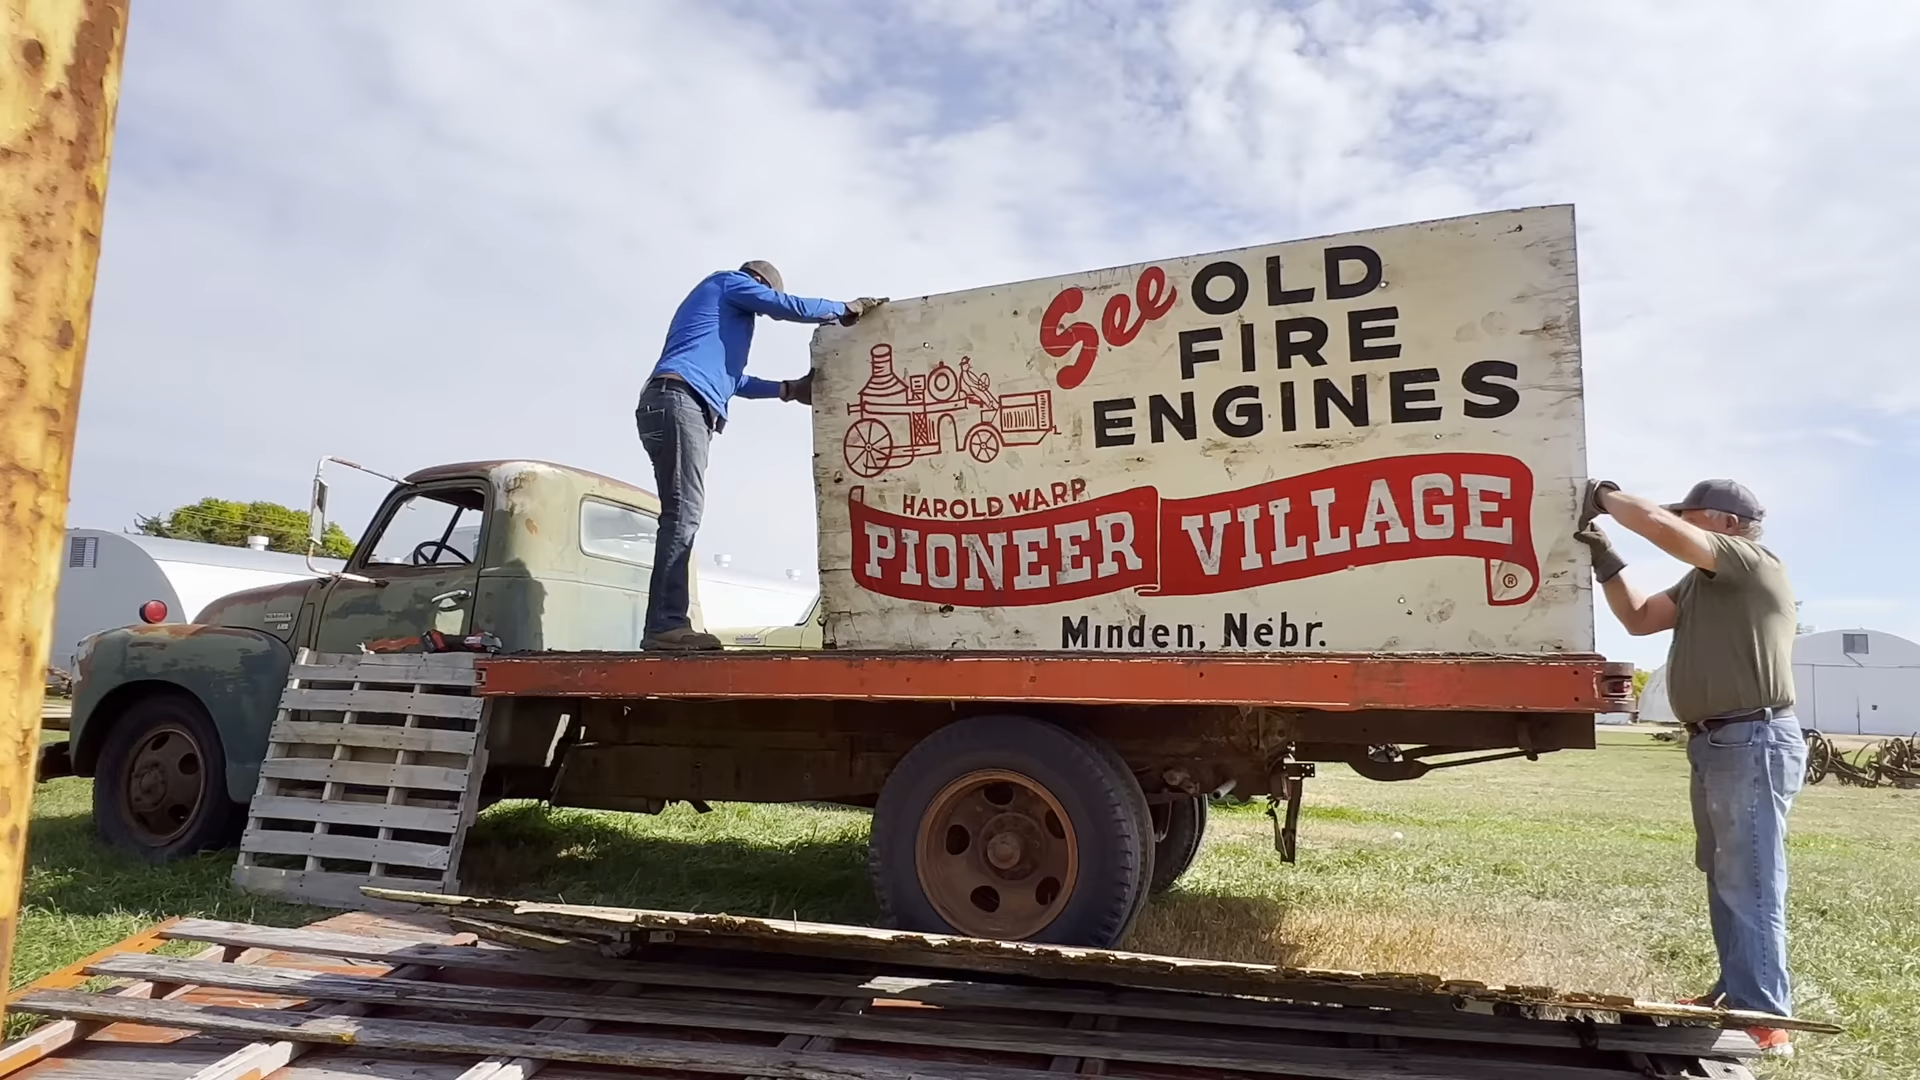 See OLD
FIRE
ENGINES
HAROLD WARP
PIONEER VILLAGE
®
Minden, Nebr.